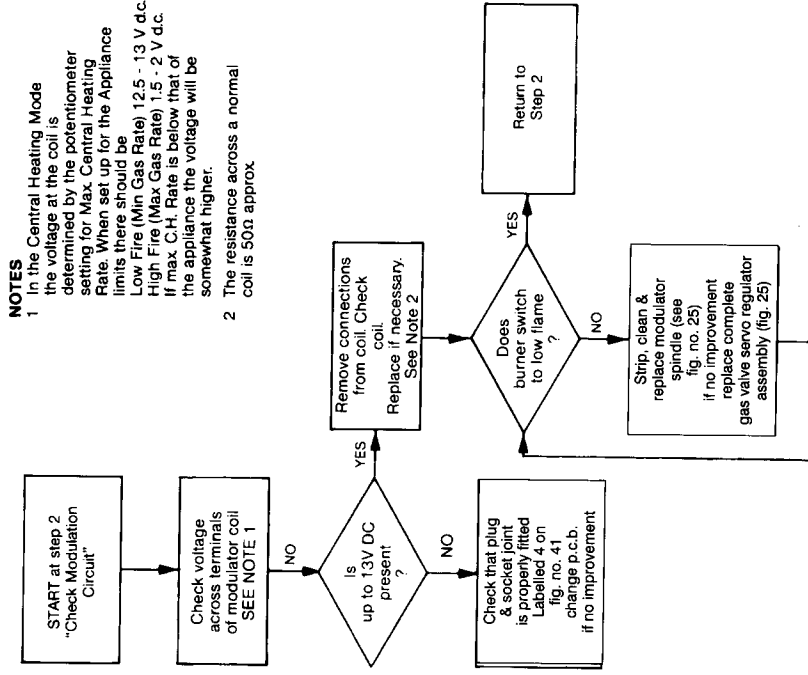 START at step 2
"Check Modulation
Circuit"
Check voltage
across terminals
of modulator coil
SEE NOTE 1
NO
Is
up to 13V DC
present
?
YES
NO
Check that plug
& socket joint
is properly fitted
Labelled 4 on
fig. no. 41
change p.c.b.
if no improvement
Remove connections
from coil. Check
coil.
Replace if necessary.
See Note 2
Does
burner switch
to low flame
?
YES
NO
Return to
Step 2
Strip, clean &
replace modulator
spindle (see
fig. no. 25)
if no improvement
replace complete
gas valve servo regulator
assembly (fig. 25)
NOTES
1 In the Central Heating Mode
the voltage at the coil is
determined by the potentiometer
setting for Max. Central Heating
Rate. When set up for the Appliance
limits there should be
Low Fire (Min Gas Rate) 12.5 - 13 V d.c.
High Fire (Max Gas Rate) 1.5 - 2 V d.c.
If max. C.H. Rate is below that of
the appliance the voltage will be
somewhat higher.
2 The resistance across a normal
coil is 50Ω approx.